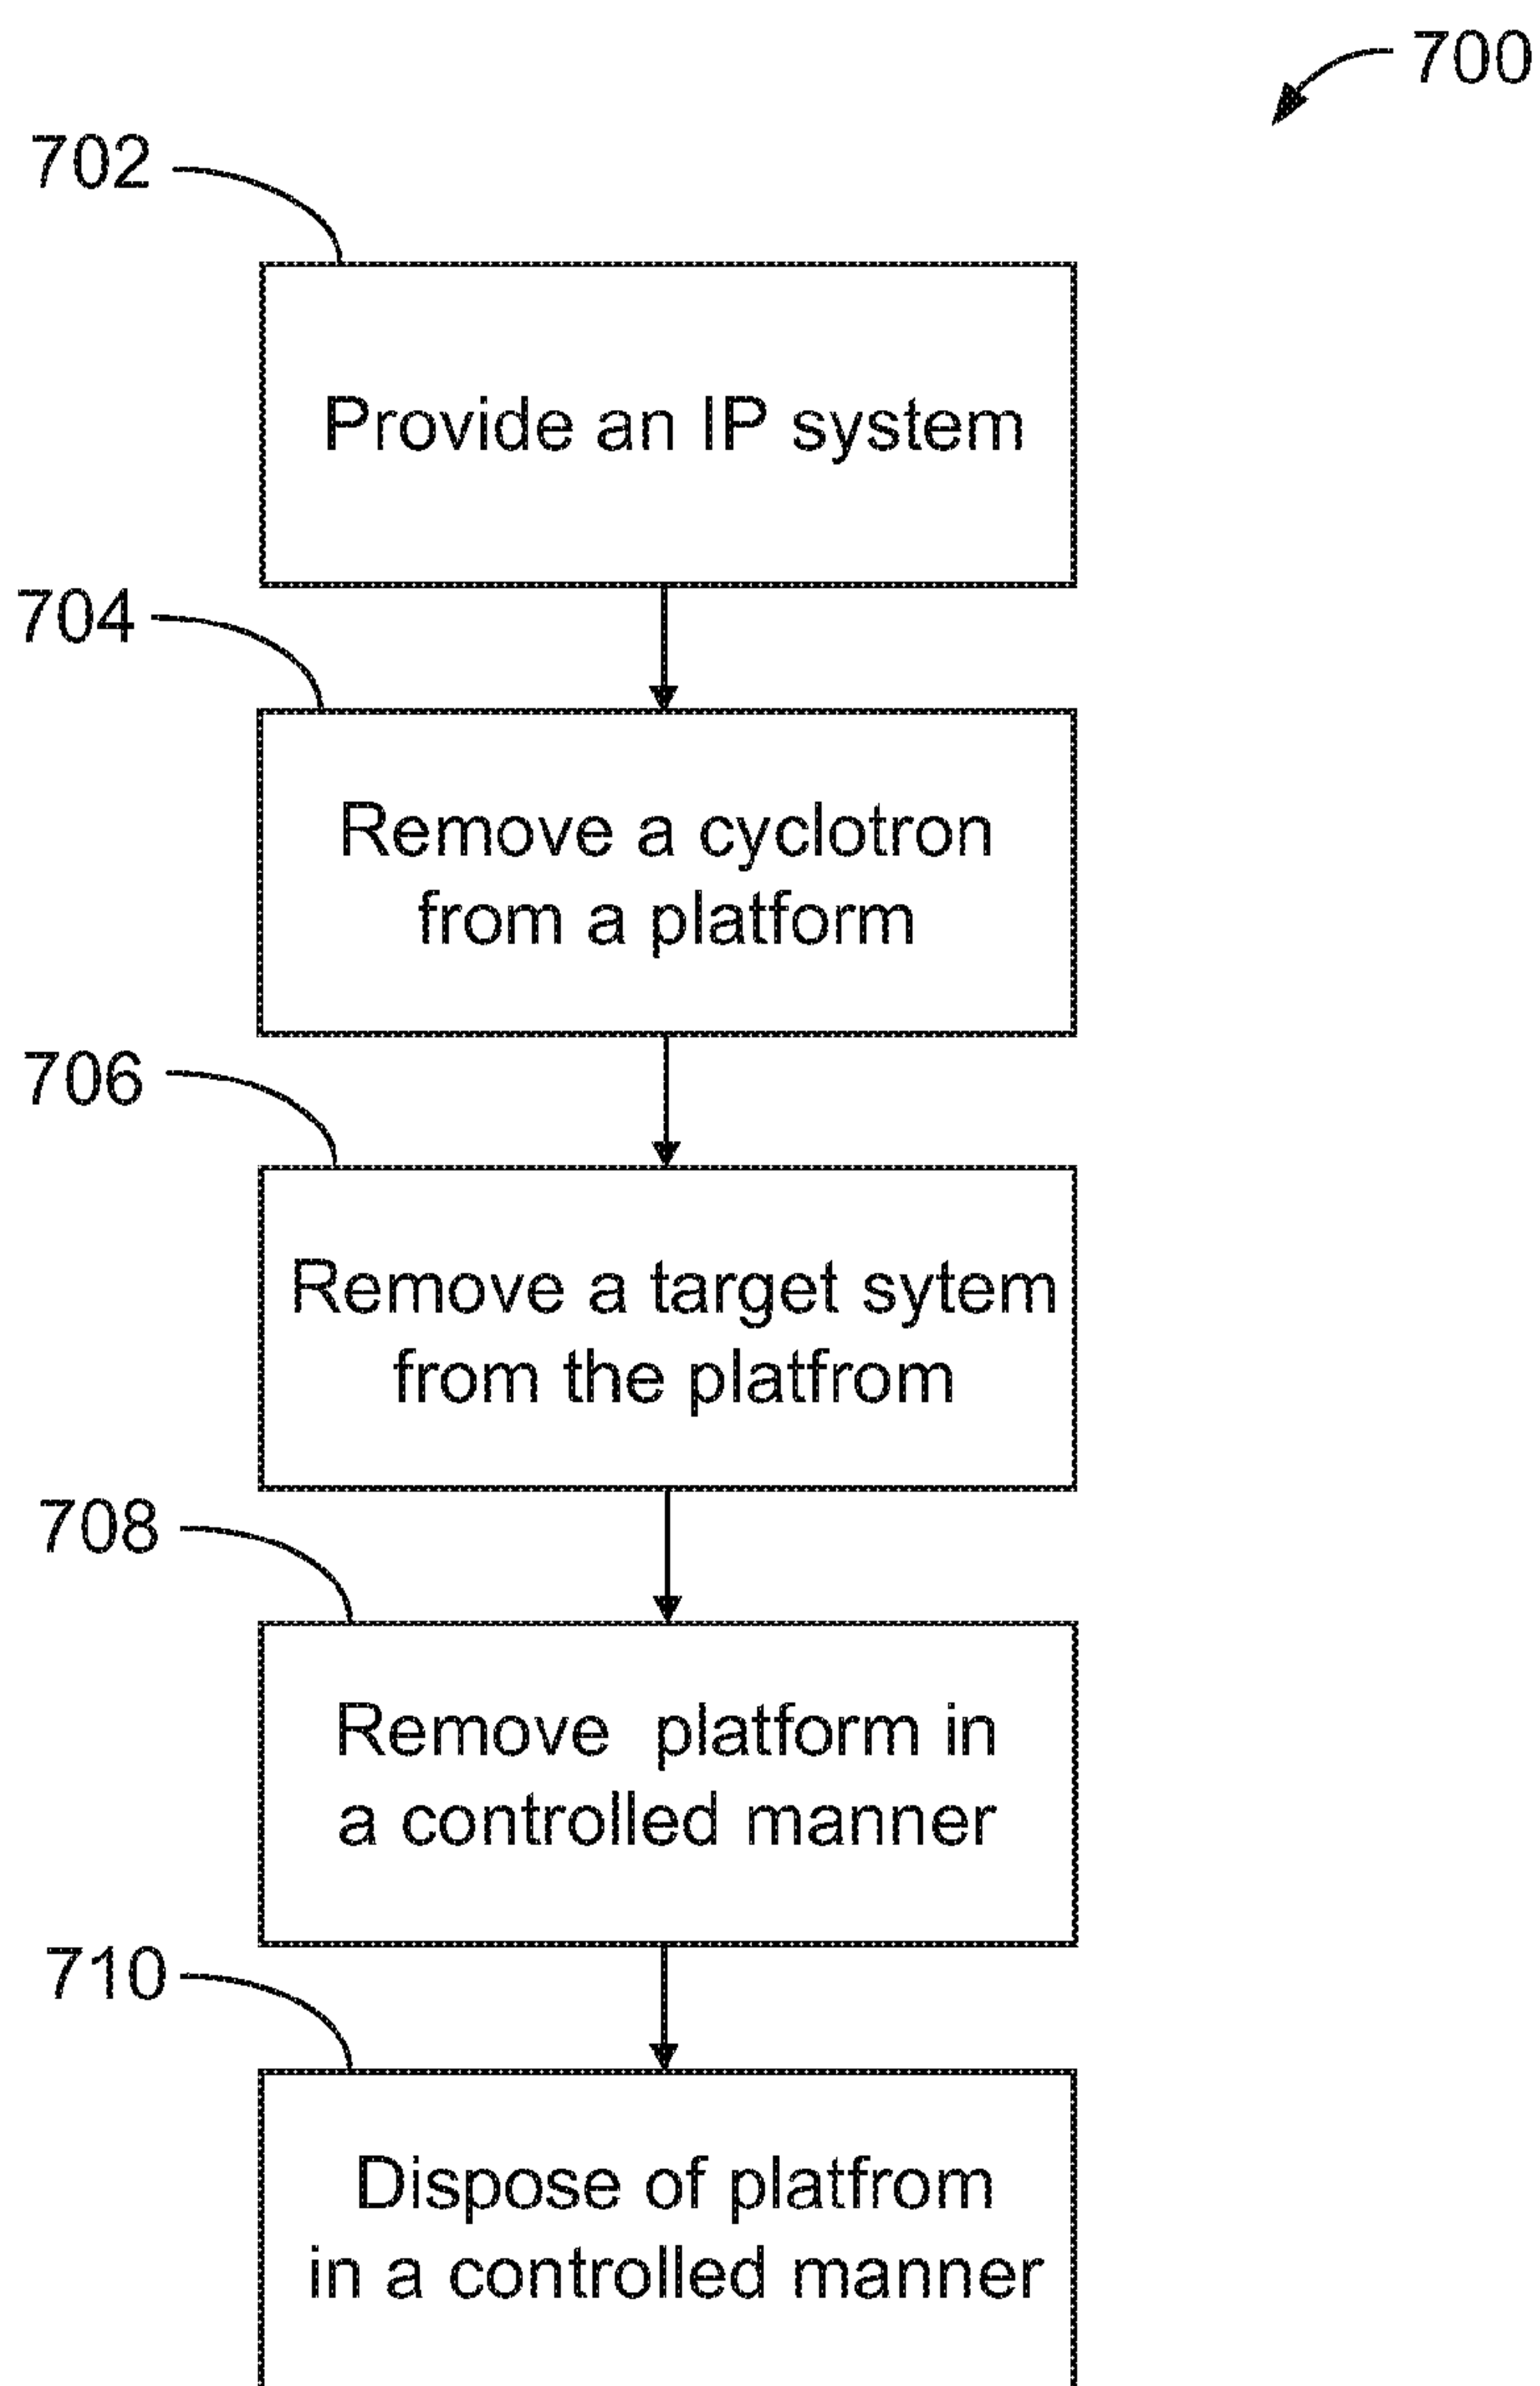 700
702
Provide an IP system
704
Remove a cyclotron
from a platform
706
Remove a target sytem
from the platfrom
708
Remove platform in
a controlled manner
710
Dispose of platfrom
in a controlled manner